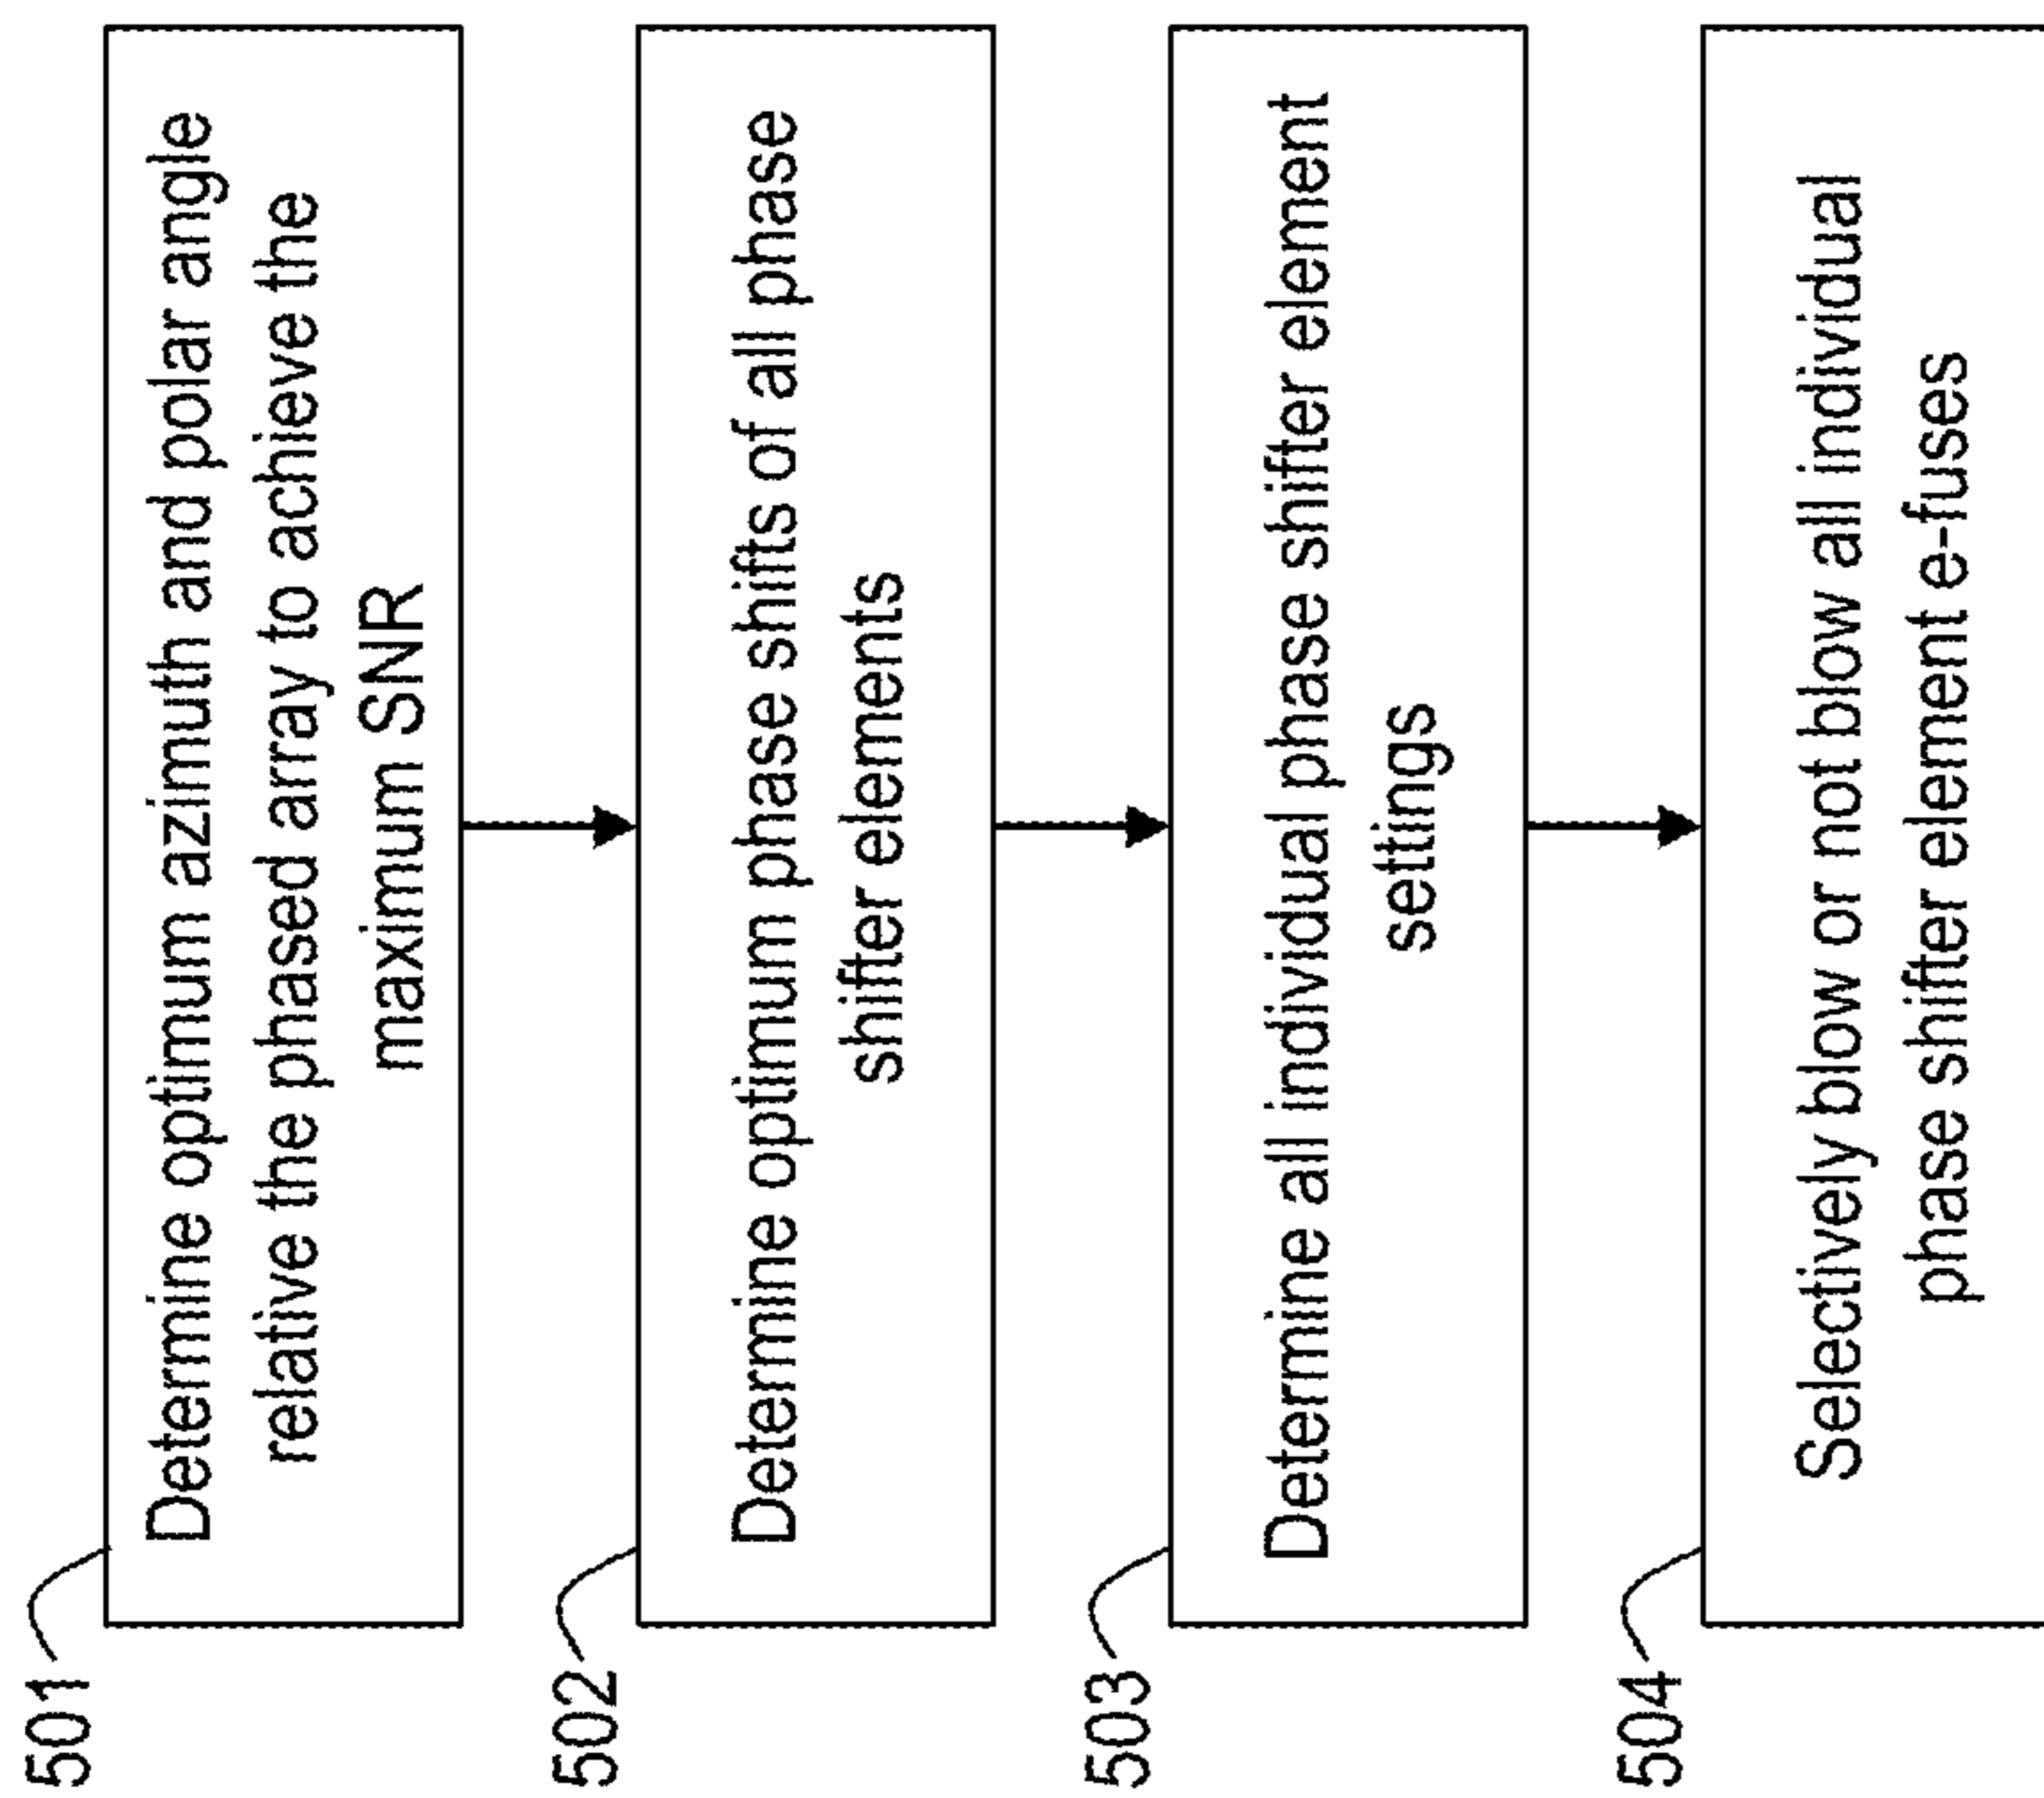 501
Determine optimum azimuth and polar angle
relative the phased array to achieve the
maximum SNR
502
Determine optimum phase shifts of all phase
shifter elements
503
Determine all individual phase shifter element
settings
504
Selectively blow or not blow all individual
phase shifter element e-fuses